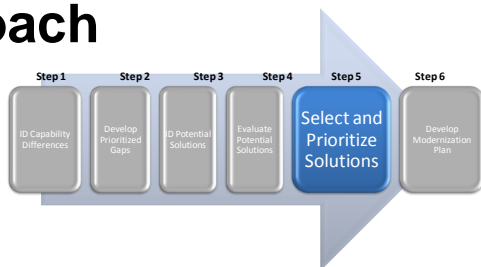 oach
Step 1
Step 2
Step 3
Step 4
Step 5
Step 6
ID Capability
Differences
Develop
Prioritized
Gaps
ID Potential
Solutions
Evaluate
Potential
Solutions
Select and
Prioritize
Solutions
Develop
Modernization
Plan